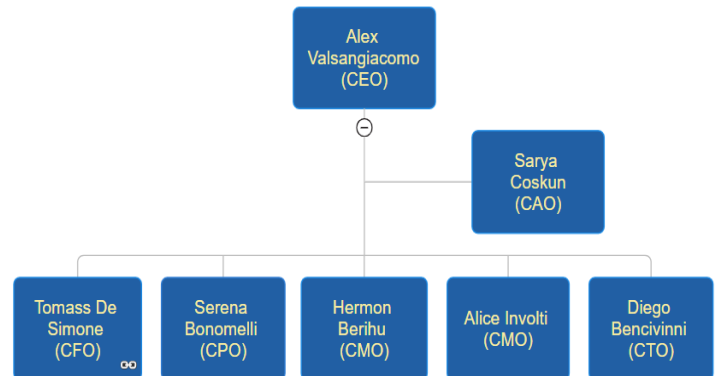 Alex
Valsangiacomo
(CEO)
Sarya
Coskun
(CAO)
Tomass De
Simone
(CFO)
Serena
Bonomelli
(CPO)
Hermon
Berihu
(CMO)
Alice Involti
(CMO)
Diego
Bencivinni
(CTO)